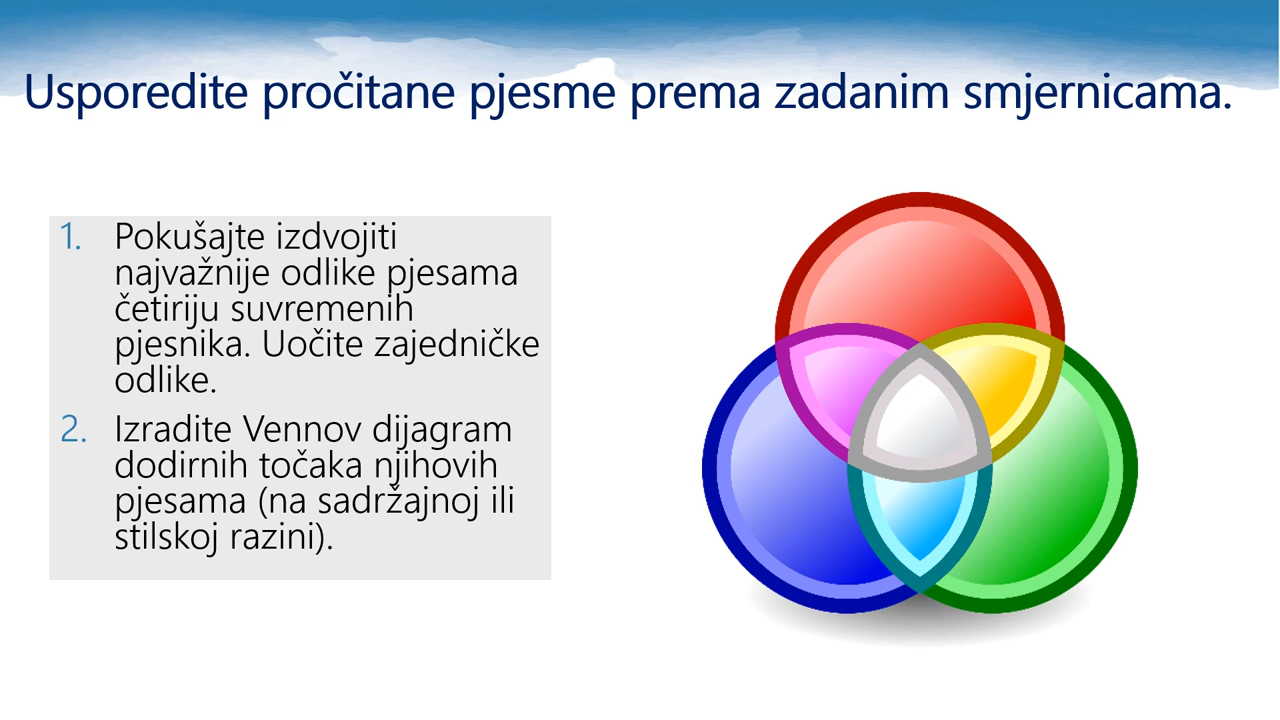 Usporedite pročitane pjesme prema zadanim smjernicama.
1. Pokušajte izdvojiti
najvažnije odlike pjesama
četiriju suvremenih
pjesnika. Uočite zajedničke
odlike.
2. Izradite Vennov dijagram
dodirnih točaka njihovih
pjesama (na sadržajnoj ili
stilskoj razini).